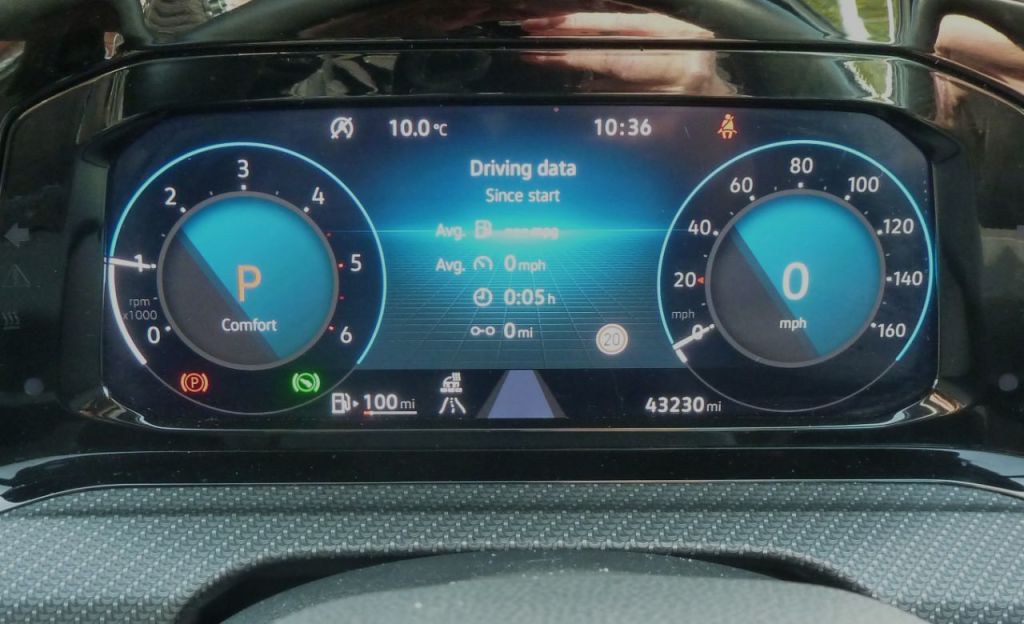 10.0°C
10:36
Driving data
Since start
Avg. --.- mpg
Avg. 0 mph
0:05 h
0 mi
20
0
1
2
3
4
5
6
rpm
x1000
P
Comfort
0
20
40
60
80
100
120
140
160
mph
0
mph
P
100 mi
43230 mi